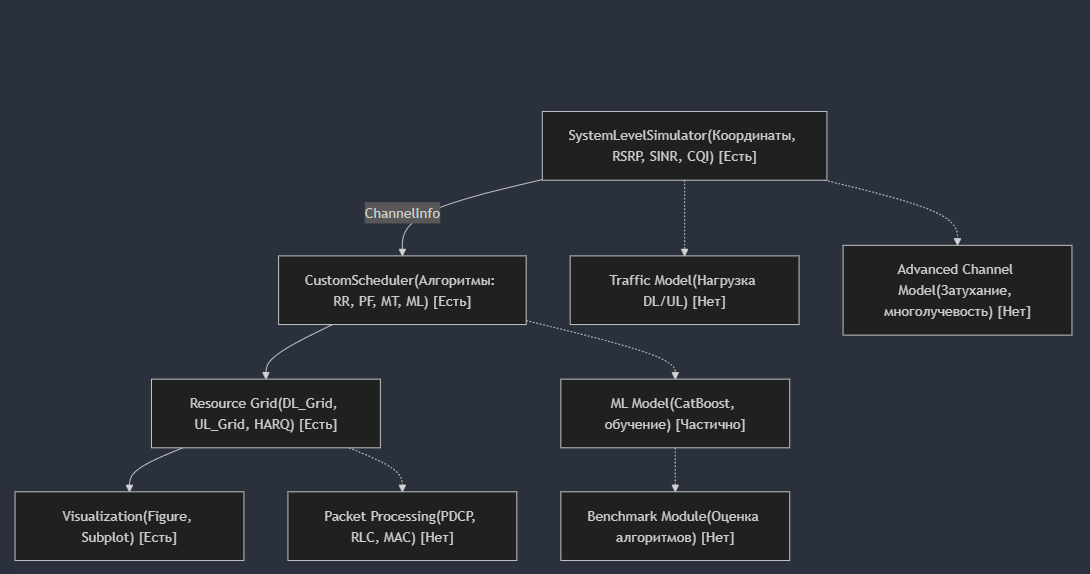 SystemLevelSimulator(Координаты,
RSRP, SINR, CQI) [Есть]
ChannelInfo
CustomScheduler(Алгоритмы:
RR, PF, MT, ML) [Есть]
Traffic Model(Нагрузка
DL/UL) [Нет]
Advanced Channel
Model(Затухание,
многолучевость) [Нет]
Resource Grid(DL_Grid,
UL_Grid, HARQ) [Есть]
ML Model(CatBoost,
обучение) [Частично]
Visualization(Figure,
Subplot) [Есть]
Packet Processing(PDCP,
RLC, MAC) [Нет]
Benchmark Module(Оценка
алгоритмов) [Нет]